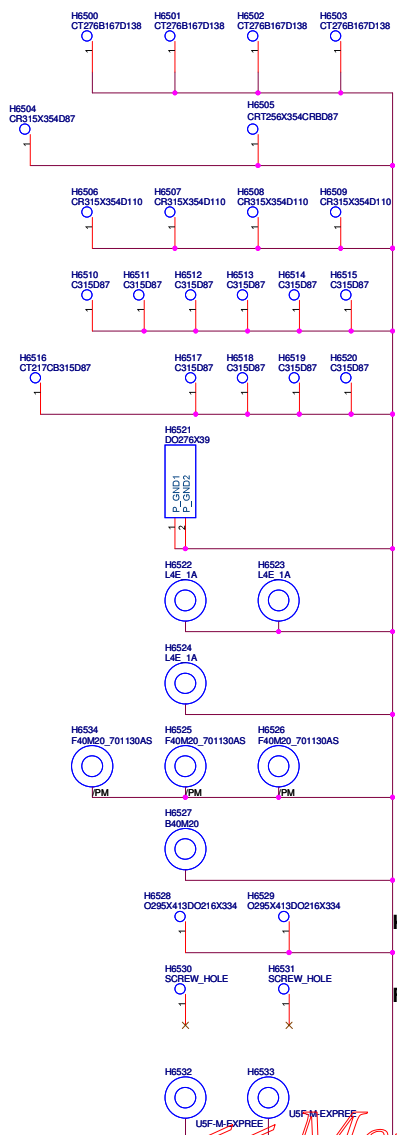 H6500 H6501 H6502 H6503
CT276B167D138 CT276B167D138 CT276B167D138 CT276B167D138
1 1 1 1
H6504 H6505
CR315X354D87 CRT256X354CRBD87
1 1
H6506 H6507 H6508 H6509
CR315X354D110 CR315X354D110 CR315X354D110 CR315X354D110
1 1 1 1
H6510 H6511 H6512 H6513 H6514 H6515
C315D87 C315D87 C315D87 C315D87 C315D87 C315D87
1 1 1 1 1 1
H6516 H6517 H6518 H6519 H6520
CT217CB315D87 C315D87 C315D87 C315D87 C315D87
1 1 1 1 1
H6521
DO276X39
P_GND1
P_GND2
1 2
H6522 H6523
L4E_1A L4E_1A
H6524
L4E_1A
H6534 H6525 H6526
F40M20_701130AS F40M20_701130AS F40M20_701130AS
/PM /PM /PM
H6527
B40M20
H6528 H6529
O295X413DO216X334 O295X413DO216X334
1 1
H6530 H6531
SCREW_HOLE SCREW_HOLE
1 1
H6532 H6533
U5F-M-EXPREE U5F-M-EXPREE